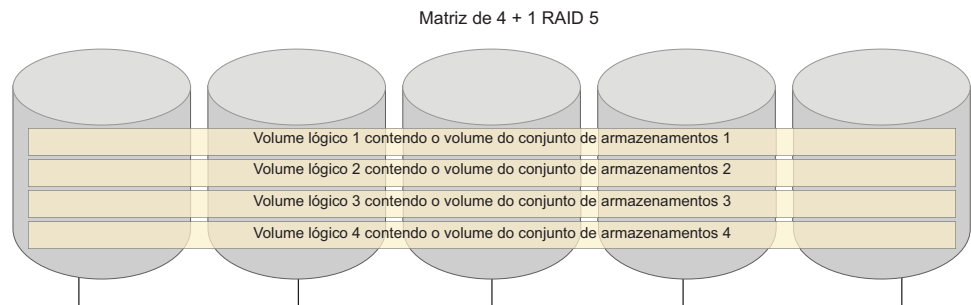 Matriz de 4 + 1 RAID 5
Volume lógico 1 contendo o volume do conjunto de armazenamentos 1
Volume lógico 2 contendo o volume do conjunto de armazenamentos 2
Volume lógico 3 contendo o volume do conjunto de armazenamentos 3
Volume lógico 4 contendo o volume do conjunto de armazenamentos 4